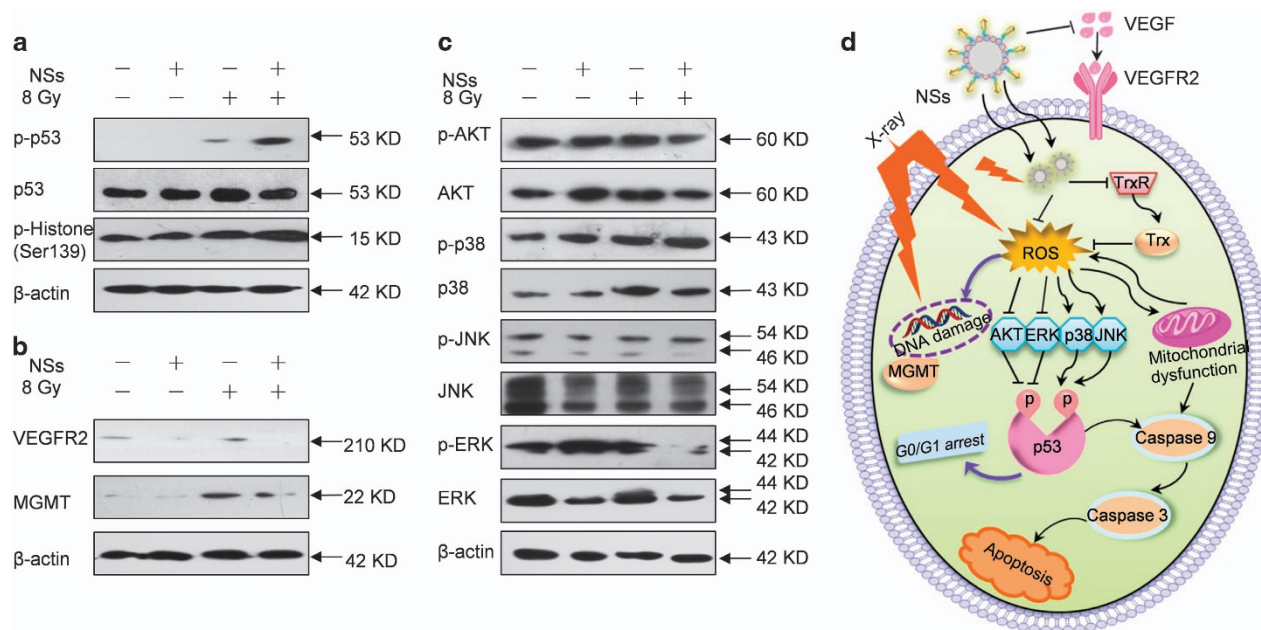 a
NSs − + − +
8 Gy − − + +
p-p53 53 KD
p53 53 KD
p-Histone
(Ser139) 15 KD
β-actin 42 KD
b
NSs − + − +
8 Gy − − + +
VEGFR2 210 KD
MGMT 22 KD
β-actin 42 KD
c
NSs − + − +
8 Gy − − + +
p-AKT 60 KD
AKT 60 KD
p-p38 43 KD
p38 43 KD
p-JNK 54 KD
46 KD
JNK 54 KD
46 KD
p-ERK 44 KD
42 KD
ERK 44 KD
42 KD
β-actin 42 KD
d
VEGF
VEGFR2
NSs
X-ray
TrxR
Trx
ROS
DNA damage
MGMT
AKT ERK p38 JNK
Mitochondrial
dysfunction
p p
p53
G0/G1 arrest
Caspase 9
Caspase 3
Apoptosis